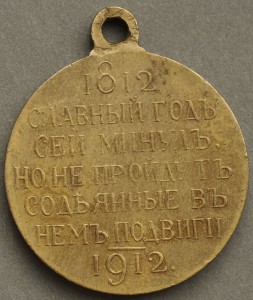 1812
СЛАВНЫЙ ГОДЪ
СЕЙ МИНУЛЪ,
НО НЕ ПРОЙДУТЪ
СОДѢЯННЫЕ ВЪ
НЕМЪ ПОДВИГИ
1912.